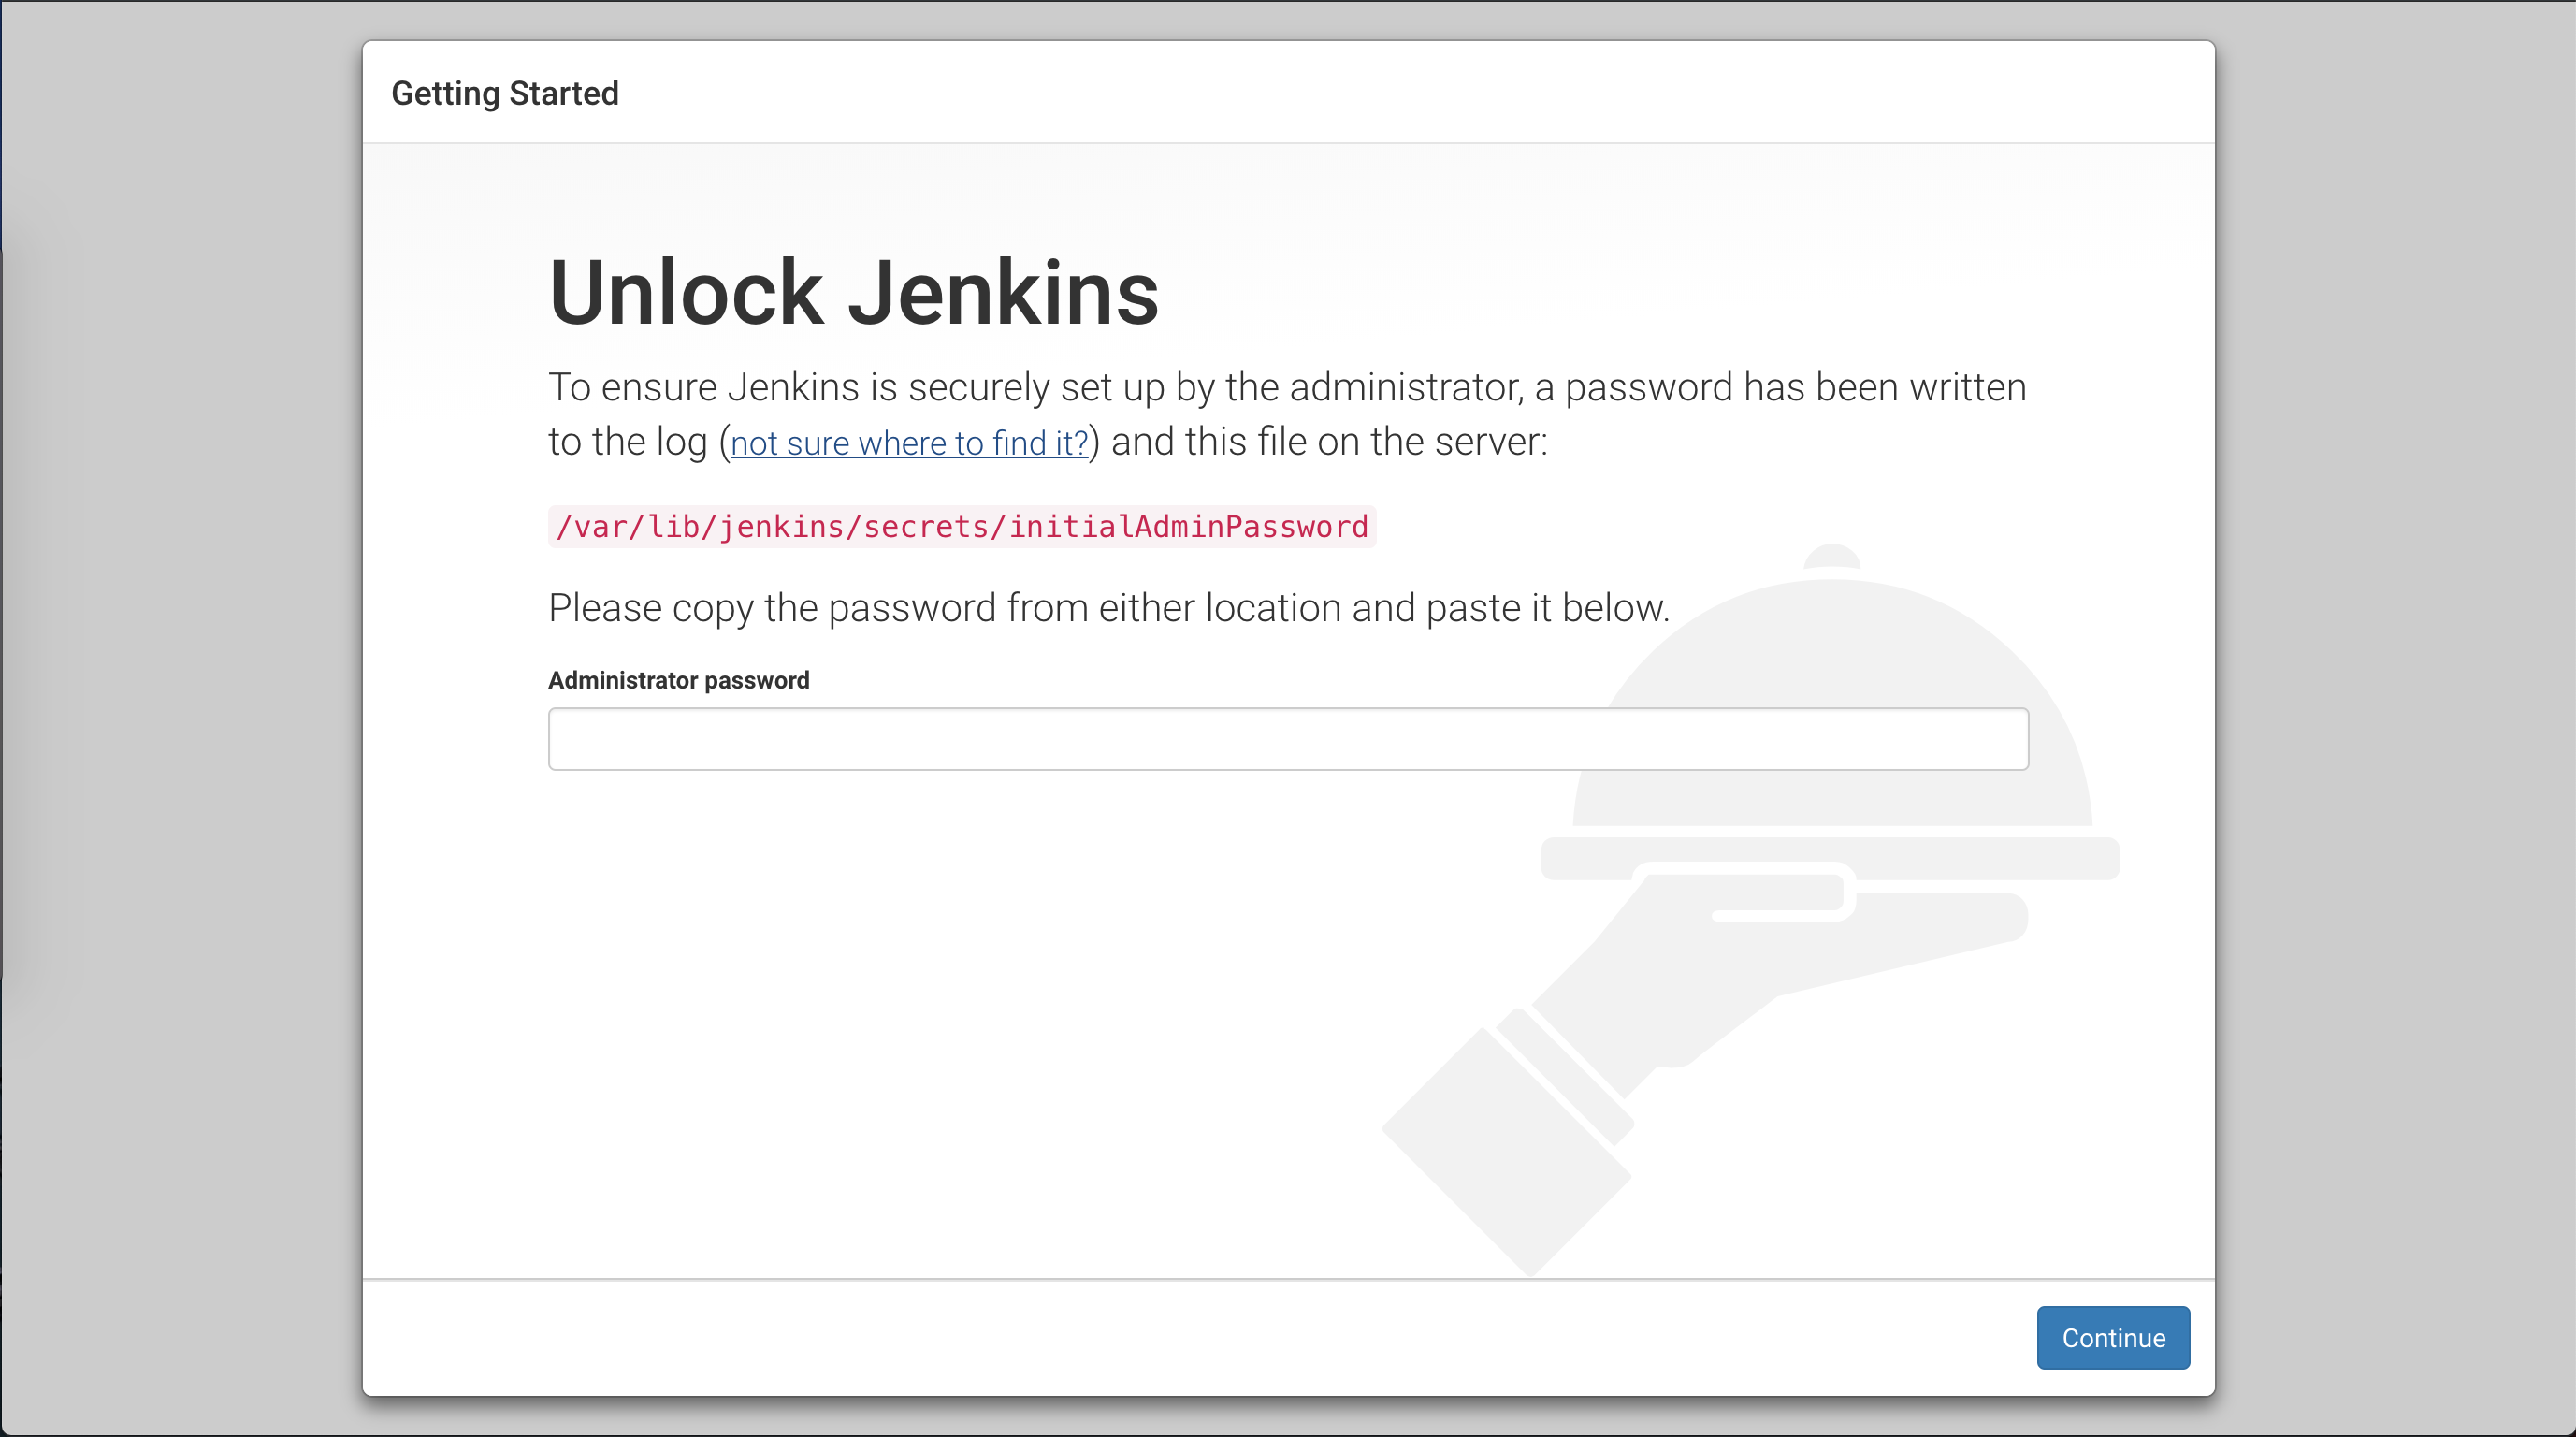 Getting Started
Unlock Jenkins
To ensure Jenkins is securely set up by the administrator, a password has been written
to the log (not sure where to find it?) and this file on the server:
/var/lib/jenkins/secrets/initialAdminPassword
Please copy the password from either location and paste it below.
Administrator password
Continue